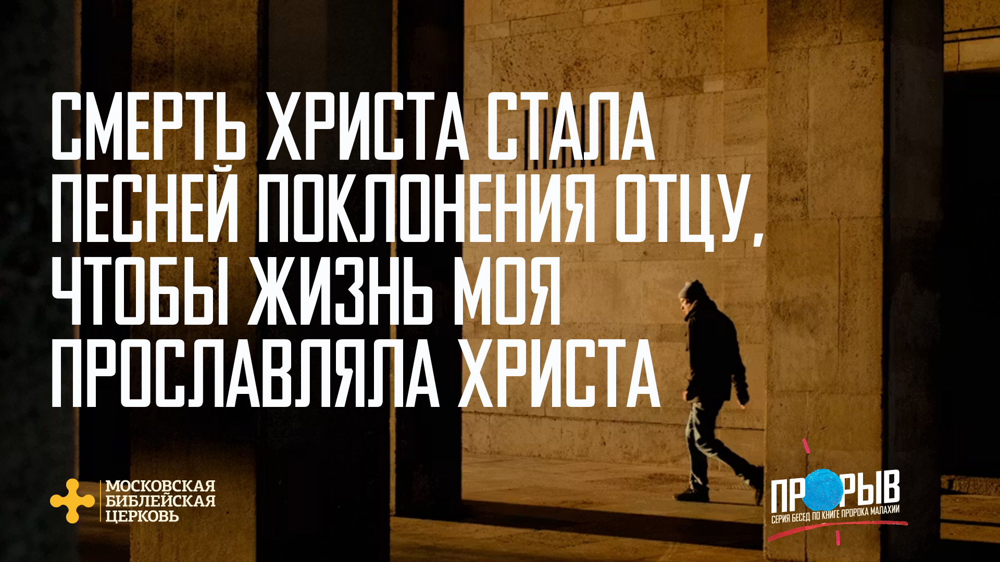 СМЕРТЬ ХРИСТА СТАЛА
ПЕСНЕЙ ПОКЛОНЕНИЯ ОТЦУ,
ЧТОБЫ ЖИЗНЬ МОЯ
ПРОСЛАВЛЯЛА ХРИСТА
МОСКОВСКАЯ
БИБЛЕЙСКАЯ
ЦЕРКОВЬ
ПРОРЫВ
СЕРИЯ БЕСЕД ПО КНИГЕ ПРОРОКА МАЛАХИИ